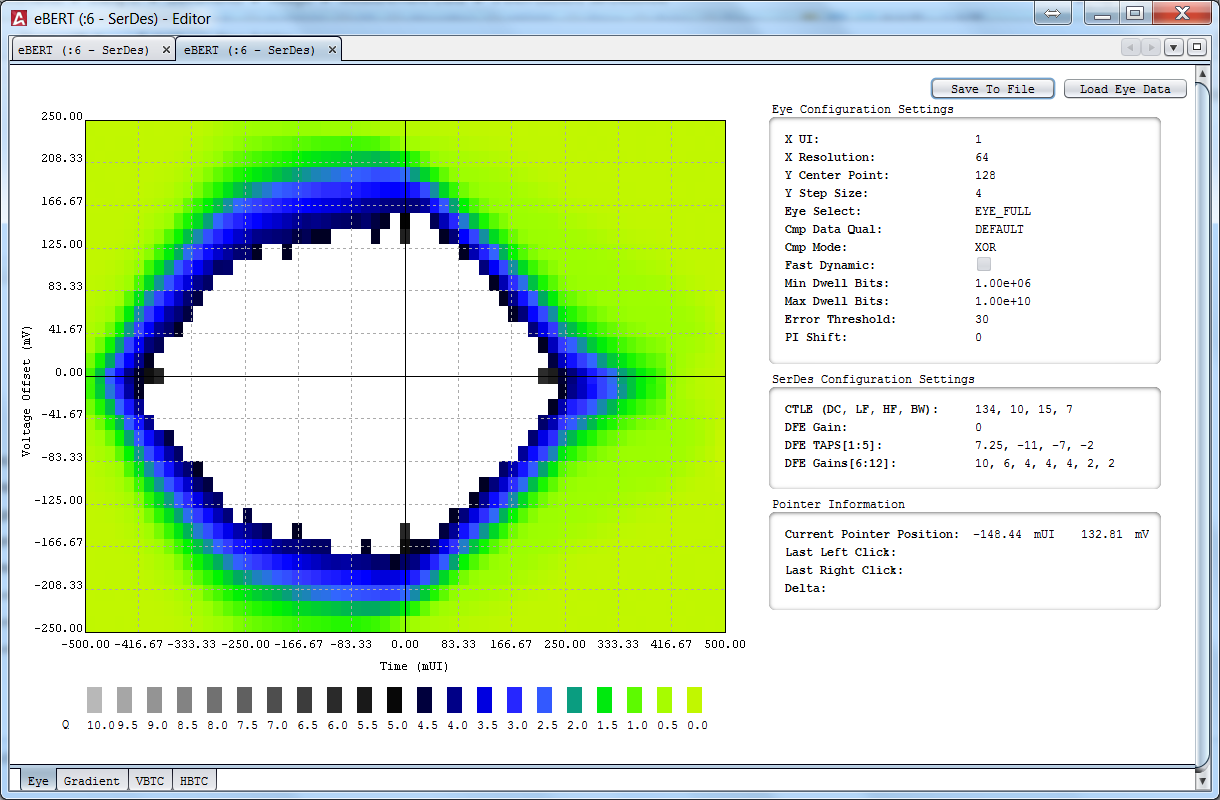 eBERT (:6 - SerDes) - Editor
eBERT (:6 - SerDes) eBERT (:6 - SerDes)
Save To File Load Eye Data
Eye Configuration Settings
X UI: 1
X Resolution: 64
Y Center Point: 128
Y Step Size: 4
Eye Select: EYE_FULL
Cmp Data Qual: DEFAULT
Cmp Mode: XOR
Fast Dynamic:
Min Dwell Bits: 1.00e+06
Max Dwell Bits: 1.00e+10
Error Threshold: 30
PI Shift: 0
SerDes Configuration Settings
CTLE (DC, LF, HF, BW): 134, 10, 15, 7
DFE Gain: 0
DFE TAPS[1:5]: 7.25, -11, -7, -2
DFE Gains[6:12]: 10, 6, 4, 4, 4, 2, 2
Pointer Information
Current Pointer Position: -148.44 mUI 132.81 mV
Last Left Click:
Last Right Click:
Delta:
Voltage Offset (mV)
250.00
208.33
166.67
125.00
83.33
41.67
0.00
-41.67
-83.33
-125.00
-166.67
-208.33
-250.00
-500.00 -416.67 -333.33 -250.00 -166.67 -83.33 0.00 83.33 166.67 250.00 333.33 416.67 500.00
Time (mUI)
Q 10.0 9.5 9.0 8.5 8.0 7.5 7.0 6.5 6.0 5.5 5.0 4.5 4.0 3.5 3.0 2.5 2.0 1.5 1.0 0.5 0.0
Eye Gradient VBTC HBTC